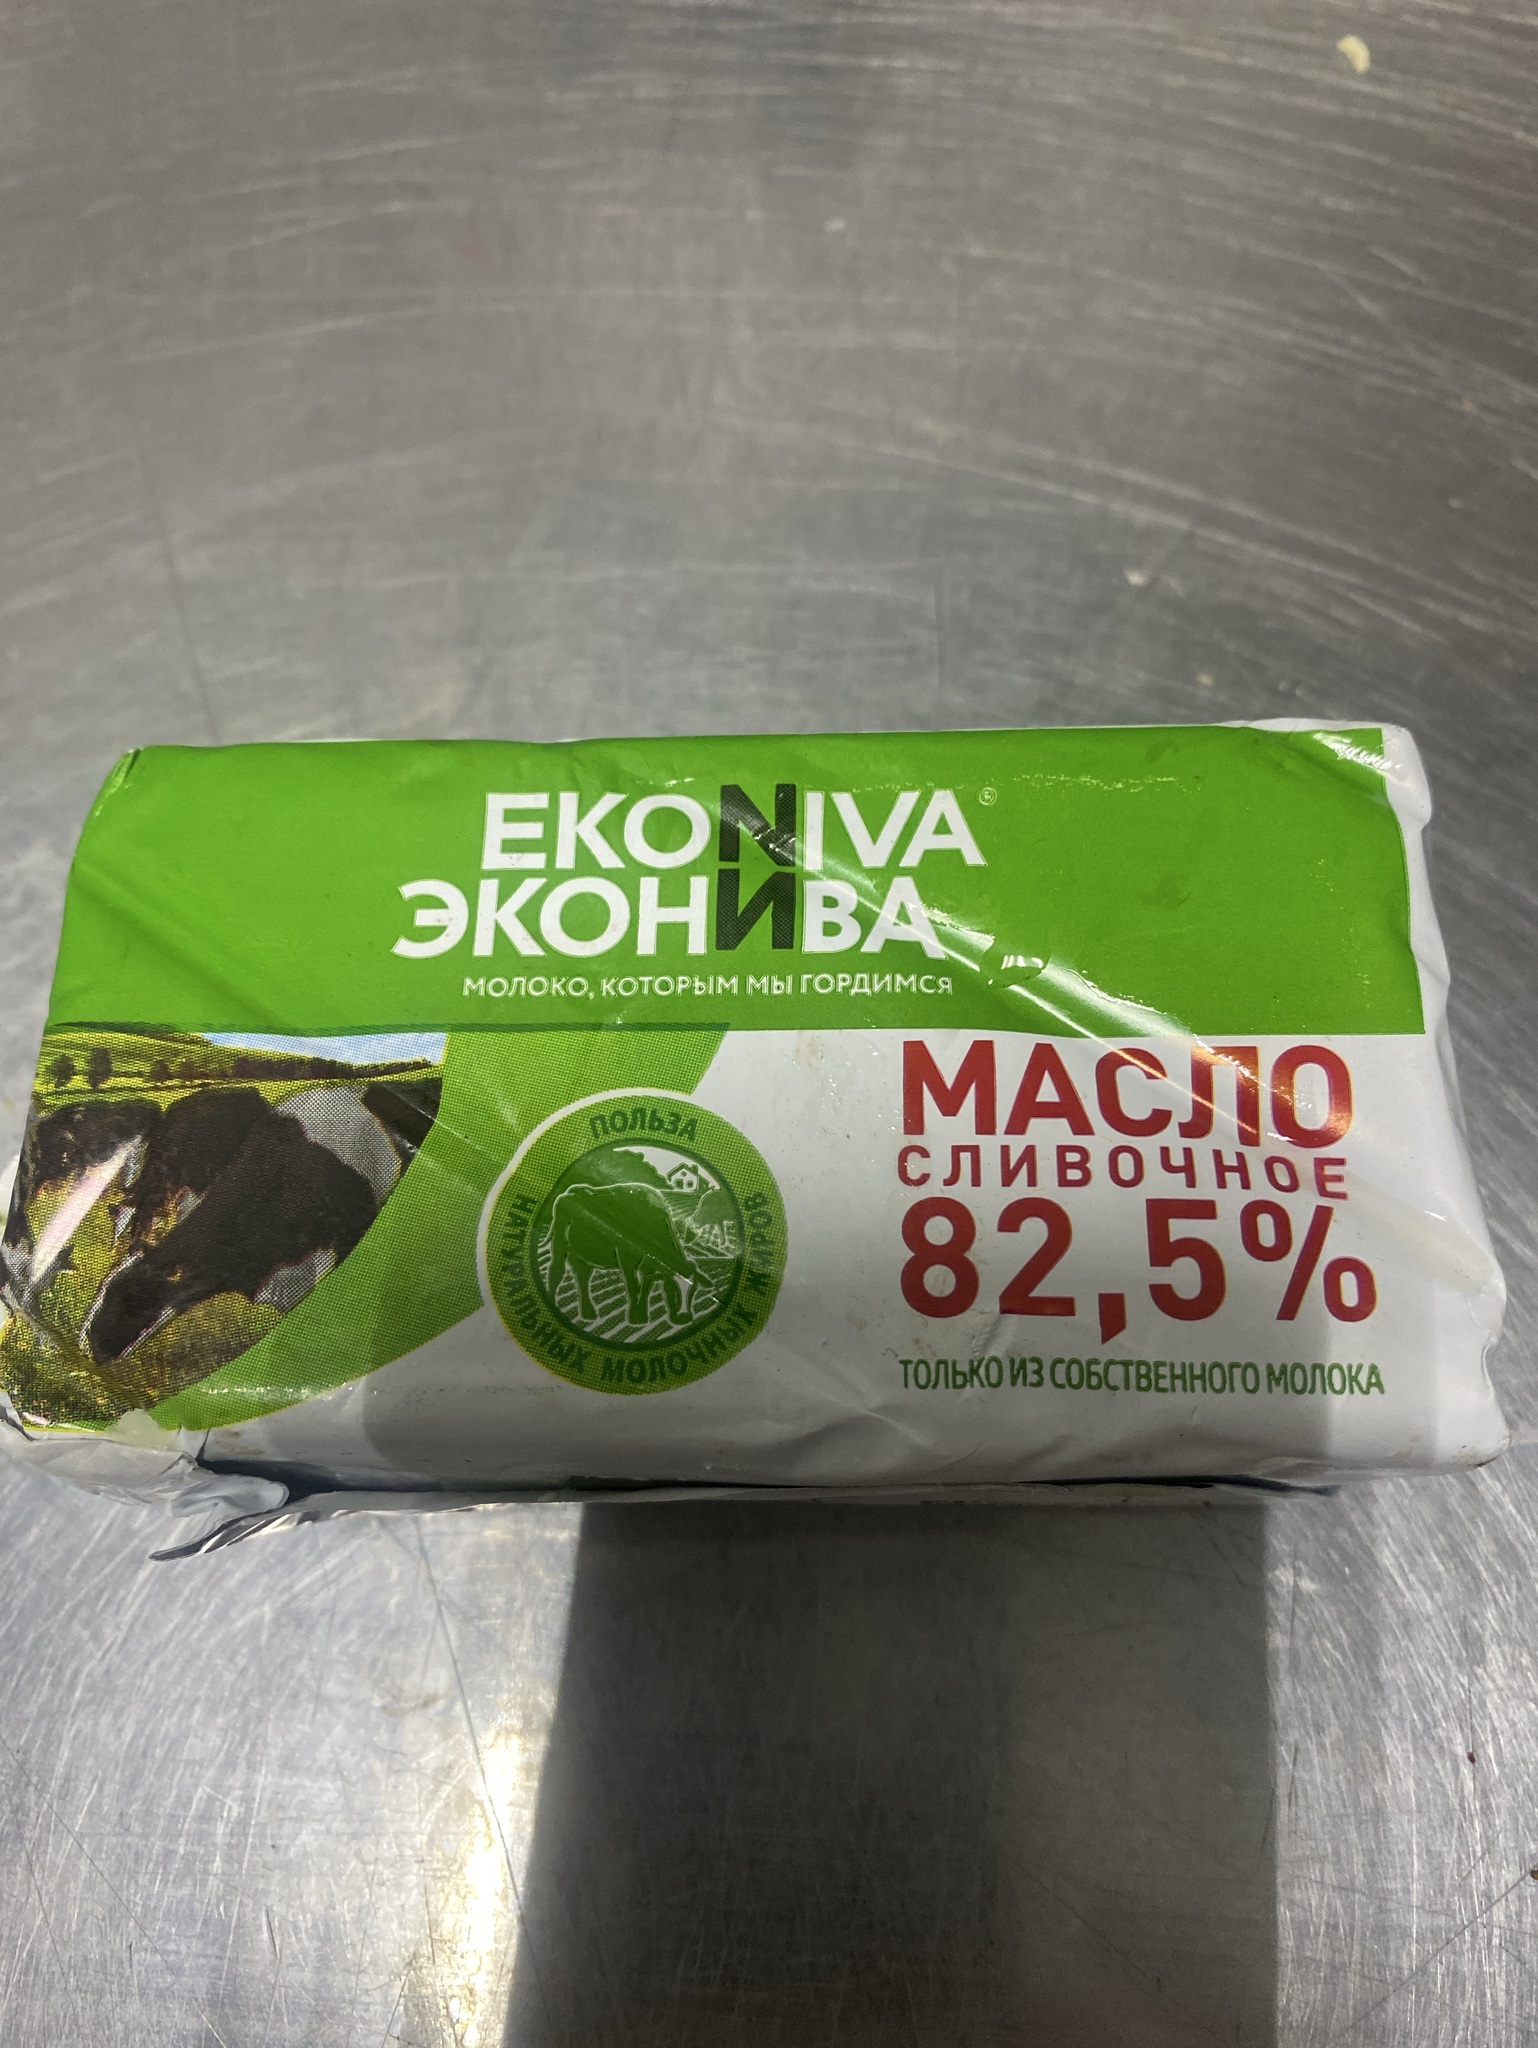 EKONIVA®
ЭКОНИВА
МОЛОКО, КОТОРЫМ МЫ ГОРДИМСЯ
ПОЛЬЗА
НАТУРАЛЬНЫХ МОЛОЧНЫХ ЖИРОВ
МАСЛО
СЛИВОЧНОЕ
82,5%
ТОЛЬКО ИЗ СОБСТВЕННОГО МОЛОКА